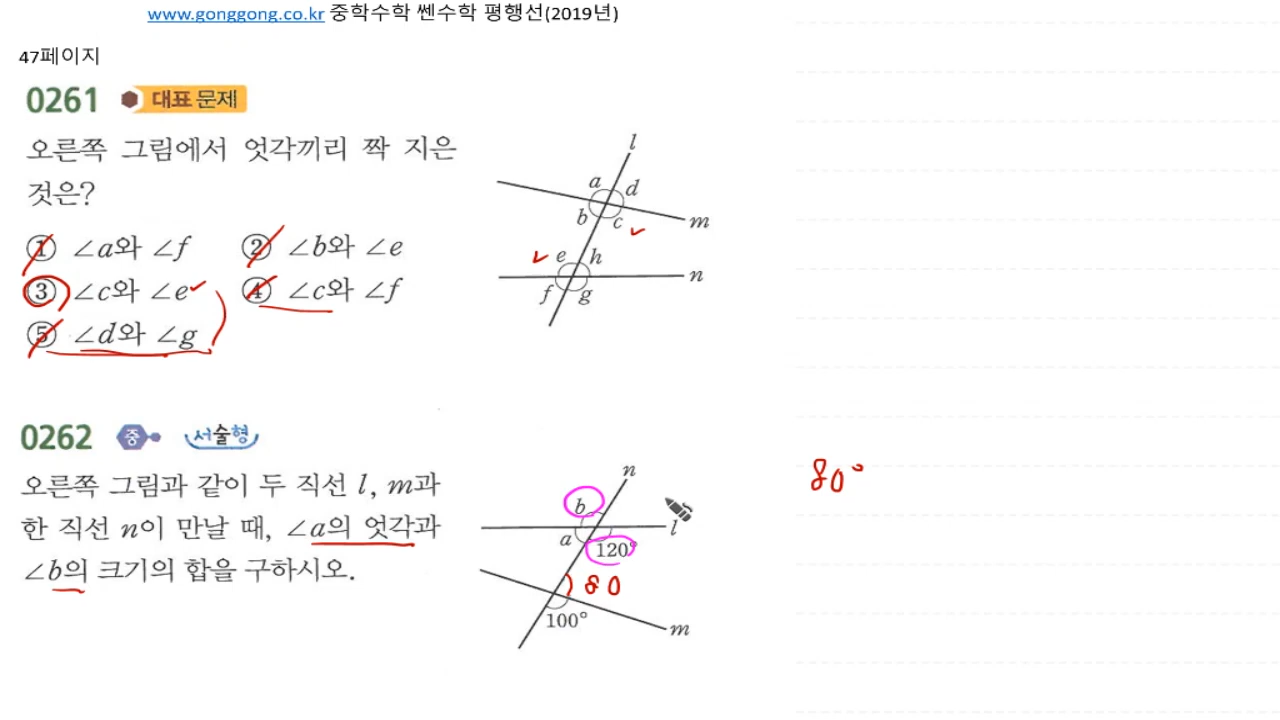 www.gonggong.co.kr 중학수학 쎈수학 평행선(2019년)
47페이지
0261 대표 문제
오른쪽 그림에서 엇각끼리 짝 지은
것은?
① ∠a와 ∠f ② ∠b와 ∠e
③ ∠c와 ∠e ④ ∠c와 ∠f
⑤ ∠d와 ∠g
l
a d
b c m
e h
n
f g
0262 중 서술형
오른쪽 그림과 같이 두 직선 l, m과
한 직선 n이 만날 때, ∠a의 엇각과
∠b의 크기의 합을 구하시오.
n
b
l
a 120°
80
100°
m
80°